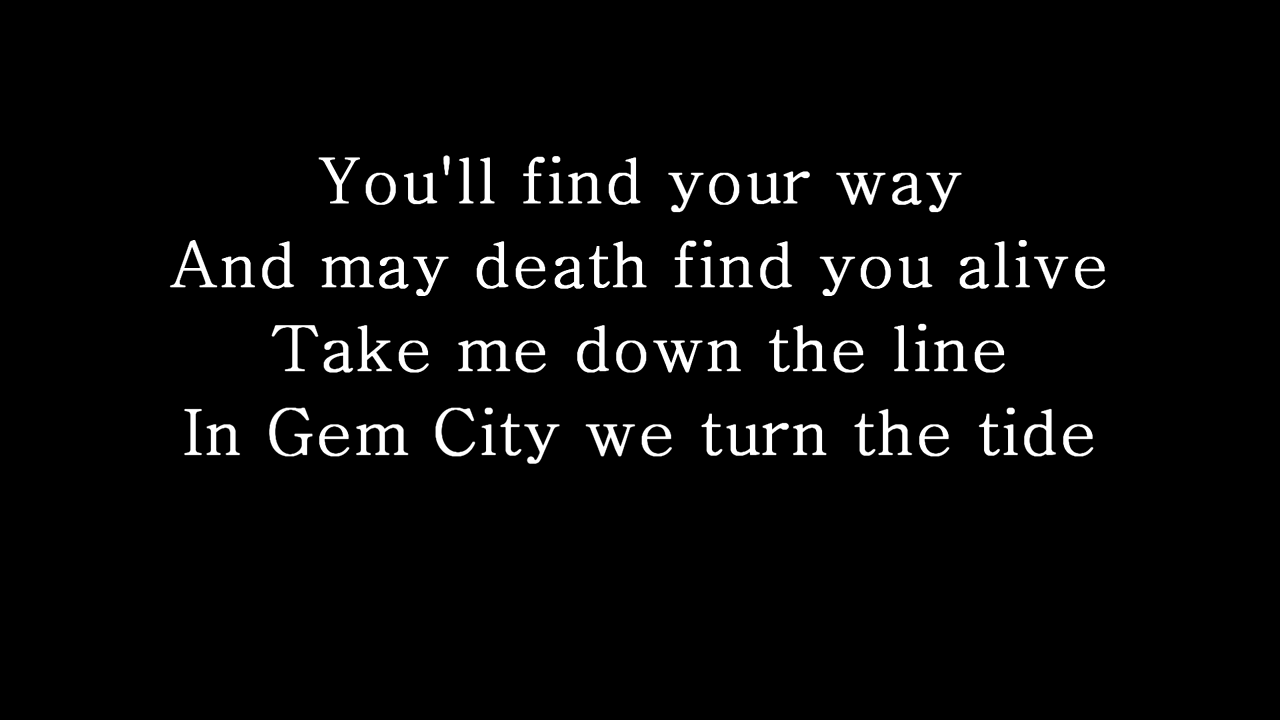 You'll find your way
And may death find you alive
Take me down the line
In Gem City we turn the tide